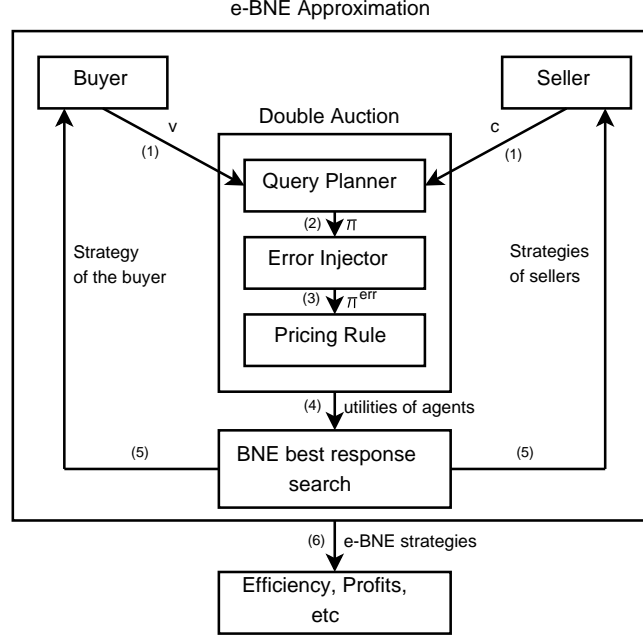 e-BNE Approximation
Buyer
Seller
Double Auction
v
c
(1)
(1)
Query Planner
(2) π
Strategy
of the buyer
Error Injector
Strategies
of sellers
(3) π^err
Pricing Rule
(4) utilities of agents
(5)
BNE best response
search
(5)
(6) e-BNE strategies
Efficiency, Profits,
etc